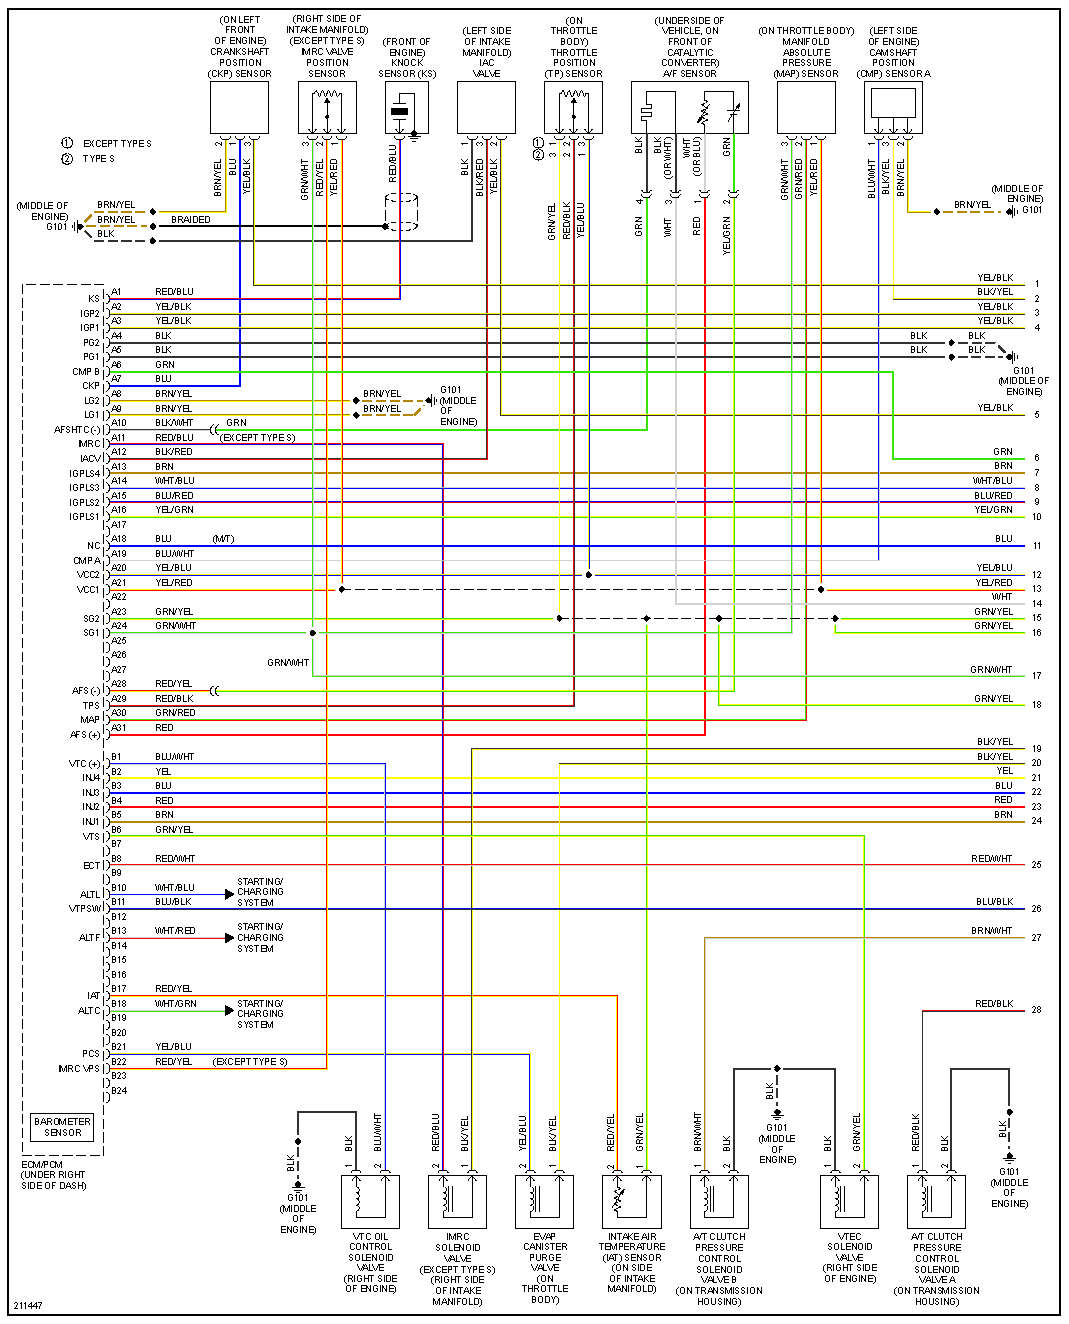 (ON LEFT
FRONT
OF ENGINE)
CRANKSHAFT
POSITION
(CKP) SENSOR
(RIGHT SIDE OF
INTAKE MANIFOLD)
(EXCEPT TYPE S)
IMRC VALVE
POSITION
SENSOR
(FRONT OF
ENGINE)
KNOCK
SENSOR (KS)
(LEFT SIDE
OF INTAKE
MANIFOLD)
IAC
VALVE
(ON
THROTTLE
BODY)
THROTTLE
POSITION
(TP) SENSOR
(UNDERSIDE OF
VEHICLE, ON
FRONT OF
CATALYTIC
CONVERTER)
A/F SENSOR
(ON THROTTLE BODY)
MANIFOLD
ABSOLUTE
PRESSURE
(MAP) SENSOR
(LEFT SIDE
OF ENGINE)
CAMSHAFT
POSITION
(CMP) SENSOR A
1 EXCEPT TYPE S
2 TYPE S
2 1 3
3 2 1
1
1 3 2
1 3 1 2
2 3 2 1
1 3
2 3 1
1 3 2
BRN/YEL
BLU
YEL/BLK
GRN/WHT
RED/YEL
YEL/RED
RED/BLU
BLK
BLK/RED
YEL/BLK
GRN/YEL
RED/BLK
YEL/BLU
BLK
BLK
(OR WHT)
WHT
(OR BLU)
GRN
4 3 1 2
GRN
WHT
RED
YEL/GRN
GRN/WHT
GRN/RED
YEL/RED
BLU/WHT
BLK/YEL
BRN/YEL
(MIDDLE OF
ENGINE)
G101
BRN/YEL
BRN/YEL
BLK
BRAIDED
(MIDDLE OF
ENGINE)
G101
BRN/YEL
KS A1 RED/BLU
IGP2 A2 YEL/BLK
IGP1 A3 YEL/BLK
PG2 A4 BLK
PG1 A5 BLK
CMP B A6 GRN
CKP A7 BLU
LG2 A8 BRN/YEL
LG1 A9 BRN/YEL
AFSHTC (-) A10 BLK/WHT GRN
IMRC A11 RED/BLU (EXCEPT TYPE S)
IACV A12 BLK/RED
IGPLS4 A13 BRN
IGPLS3 A14 WHT/BLU
IGPLS2 A15 BLU/RED
IGPLS1 A16 YEL/GRN
A17
NC A18 BLU (M/T)
CMP A A19 BLU/WHT
VCC2 A20 YEL/BLU
VCC1 A21 YEL/RED
A22
SG2 A23 GRN/YEL
SG1 A24 GRN/WHT
A25
A26
A27
GRN/WHT
AFS (-) A28 RED/YEL
TPS A29 RED/BLK
MAP A30 GRN/RED
AFS (+) A31 RED
VTC (+) B1 BLU/WHT
INJ4 B2 YEL
INJ3 B3 BLU
INJ2 B4 RED
INJ1 B5 BRN
VTS B6 GRN/YEL
B7
ECT B8 RED/WHT
B9
ALTL B10 WHT/BLU
VTPSW B11 BLU/BLK
B12
ALTF B13 WHT/RED
B14
B15
B16
IAT B17 RED/YEL
ALTC B18 WHT/GRN
B19
B20
PCS B21 YEL/BLU
IMRC VPS B22 RED/YEL (EXCEPT TYPE S)
B23
B24
BRN/YEL
BRN/YEL
G101
(MIDDLE
OF
ENGINE)
STARTING/
CHARGING
SYSTEM
STARTING/
CHARGING
SYSTEM
STARTING/
CHARGING
SYSTEM
YEL/BLK 1
BLK/YEL 2
YEL/BLK 3
YEL/BLK 4
BLK BLK
BLK BLK
G101
(MIDDLE OF
ENGINE)
YEL/BLK 5
GRN 6
BRN 7
WHT/BLU 8
BLU/RED 9
YEL/GRN 10
BLU 11
YEL/BLU 12
YEL/RED 13
WHT 14
GRN/YEL 15
GRN/YEL 16
GRN/WHT 17
GRN/YEL 18
BLK/YEL 19
BLK/YEL 20
YEL 21
BLU 22
RED 23
BRN 24
RED/WHT 25
BLU/BLK 26
BRN/WHT 27
RED/BLK 28
BAROMETER
SENSOR
ECM/PCM
(UNDER RIGHT
SIDE OF DASH)
BLK
G101
(MIDDLE
OF
ENGINE)
BLK
BLU/WHT
1 2
RED/BLU
BLK/YEL
2 1
YEL/BLU
BLK/YEL
2 1
RED/YEL
GRN/YEL
2 1
BRN/WHT
BLK
1 2
BLK
G101
(MIDDLE
OF
ENGINE)
BLK
GRN/YEL
1 2
RED/BLK
BLK
1 2
BLK
G101
(MIDDLE
OF
ENGINE)
VTC OIL
CONTROL
SOLENOID
VALVE
(RIGHT SIDE
OF ENGINE)
IMRC
SOLENOID
VALVE
(EXCEPT TYPE S)
(RIGHT SIDE
OF INTAKE
MANIFOLD)
EVAP
CANISTER
PURGE
VALVE
(ON
THROTTLE
BODY)
INTAKE AIR
TEMPERATURE
(IAT) SENSOR
(ON SIDE
OF INTAKE
MANIFOLD)
A/T CLUTCH
PRESSURE
CONTROL
SOLENOID
VALVE B
(ON TRANSMISSION
HOUSING)
VTEC
SOLENOID
VALVE
(RIGHT SIDE
OF ENGINE)
A/T CLUTCH
PRESSURE
CONTROL
SOLENOID
VALVE A
(ON TRANSMISSION
HOUSING)
211447